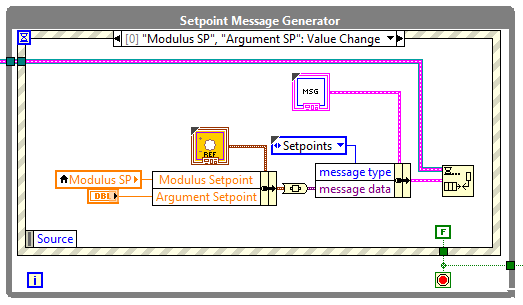 Setpoint Message Generator
[0] "Modulus SP", "Argument SP": Value Change
MSG
REF
Setpoints
Modulus SP
DBL
Modulus Setpoint
Argument Setpoint
message type
message data
Source
F
i